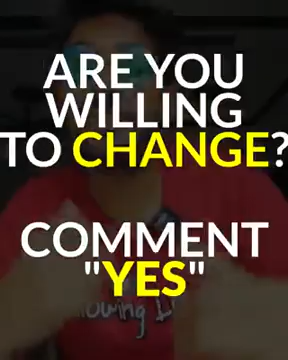 ARE YOU
WILLING
TO CHANGE?
COMMENT
"YES"